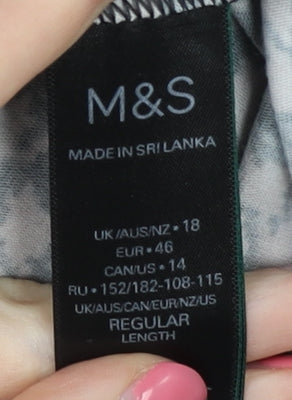 M&S
MADE IN SRI LANKA
UK/AUS/NZ • 18
EUR • 46
CAN/US • 14
RU • 152/182-108-115
UK/AUS/CAN/EUR/NZ/US
REGULAR
LENGTH